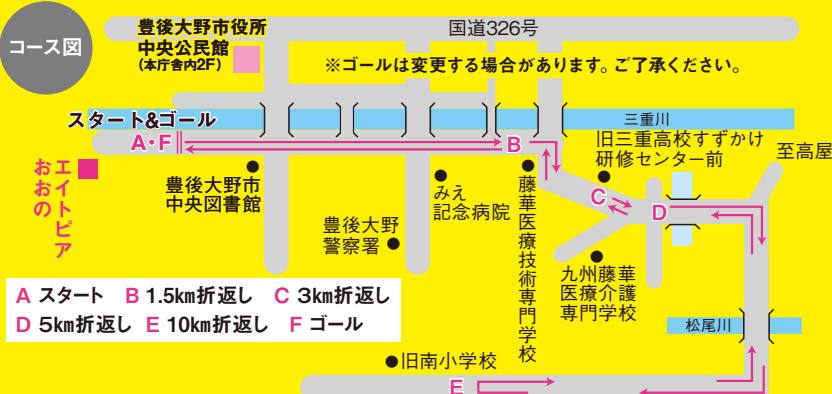 コース図
豊後大野市役所
中央公民館
(本庁舎内2F)
国道326号
※ゴールは変更する場合があります。ご了承ください。
スタート&ゴール
A・F
B
三重川
旧三重高校すずかけ
研修センター前
至高屋
エイトピア
おおの
豊後大野市
中央図書館
みえ
記念病院
豊後大野
警察署
藤華医療技術専門学校
C
D
九州藤華
医療介護
専門学校
A スタート B 1.5km折返し C 3km折返し
D 5km折返し E 10km折返し F ゴール
松尾川
旧南小学校
E